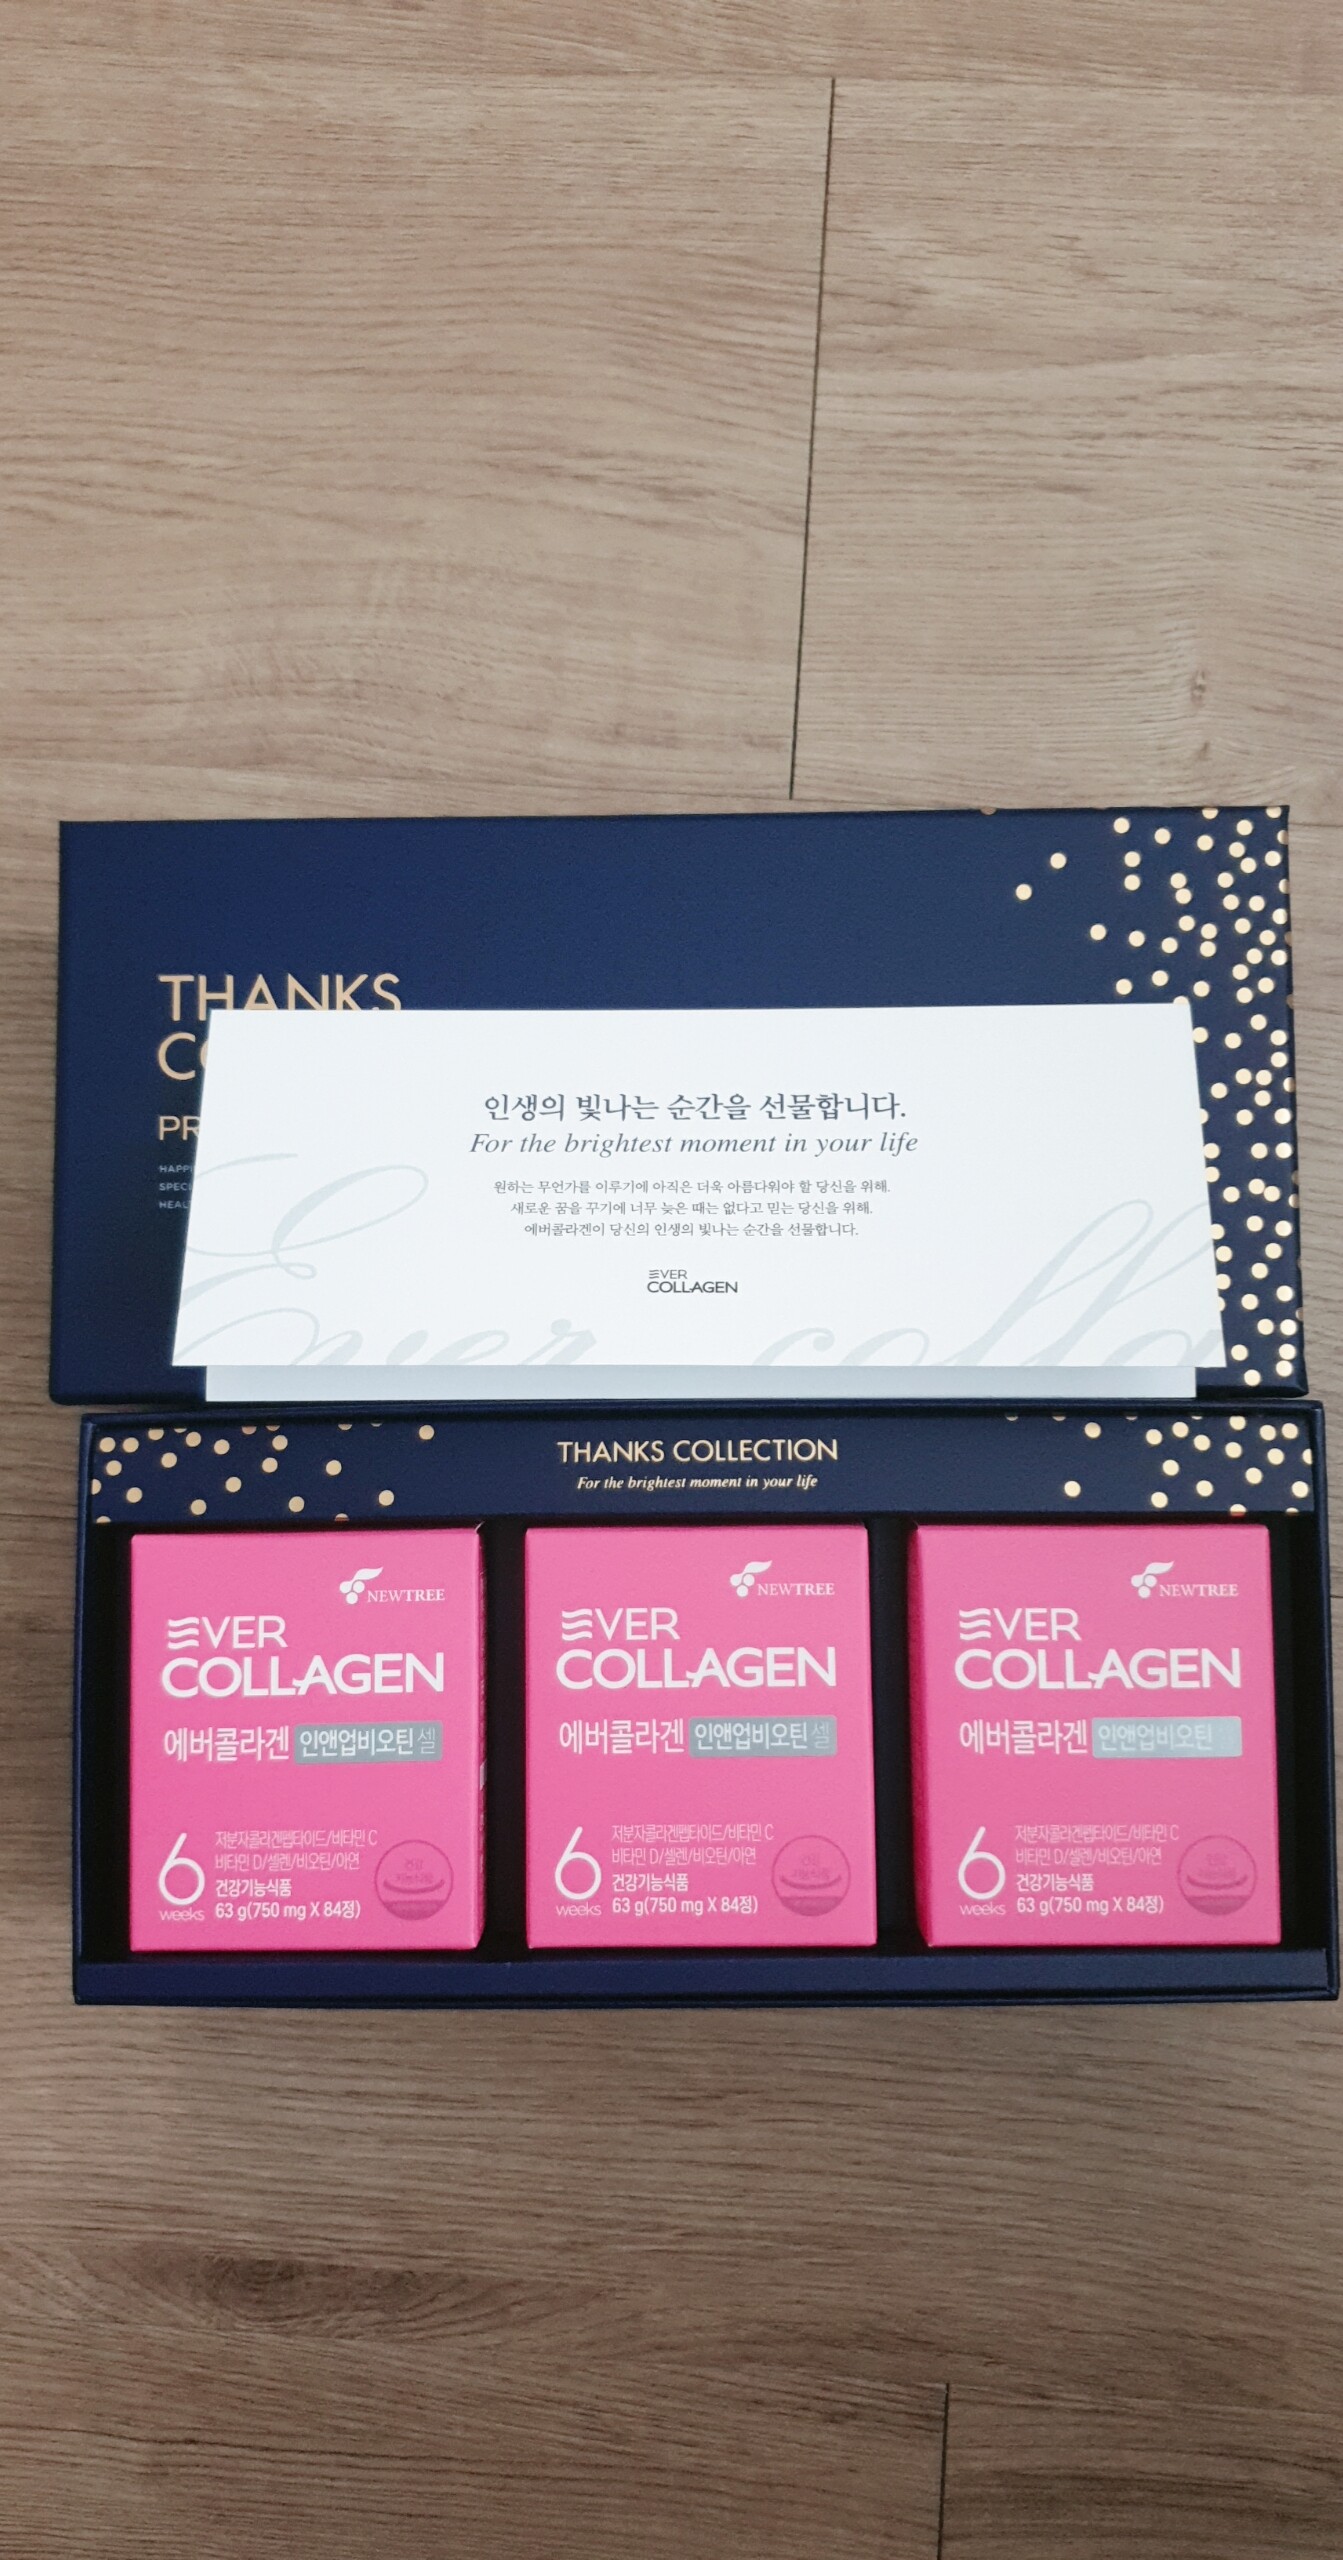 THANKS
인생의 빛나는 순간을 선물합니다.
For the brightest moment in your life
원하는 무언가를 이루기에 아직은 더욱 아름다워야 할 당신을 위해.
새로운 꿈을 꾸기에 너무 늦은 때는 없다고 믿는 당신을 위해.
에버콜라겐이 당신의 인생의 빛나는 순간을 선물합니다.
EVER
COLLAGEN
Ever colla
THANKS COLLECTION
For the brightest moment in your life
NEWTREE
EVER
COLLAGEN
에버콜라겐 인앤업비오틴 셀
6 weeks
저분자콜라겐펩타이드/비타민 C
비타민 D/셀렌/비오틴/아연
건강기능식품
63 g(750 mg X 84정)
NEWTREE
EVER
COLLAGEN
에버콜라겐 인앤업비오틴 셀
6 weeks
저분자콜라겐펩타이드/비타민 C
비타민 D/셀렌/비오틴/아연
건강기능식품
63 g(750 mg X 84정)
NEWTREE
EVER
COLLAGEN
에버콜라겐 인앤업비오틴
6 weeks
저분자콜라겐펩타이드/비타민 C
비타민 D/셀렌/비오틴/아연
건강기능식품
63 g(750 mg X 84정)